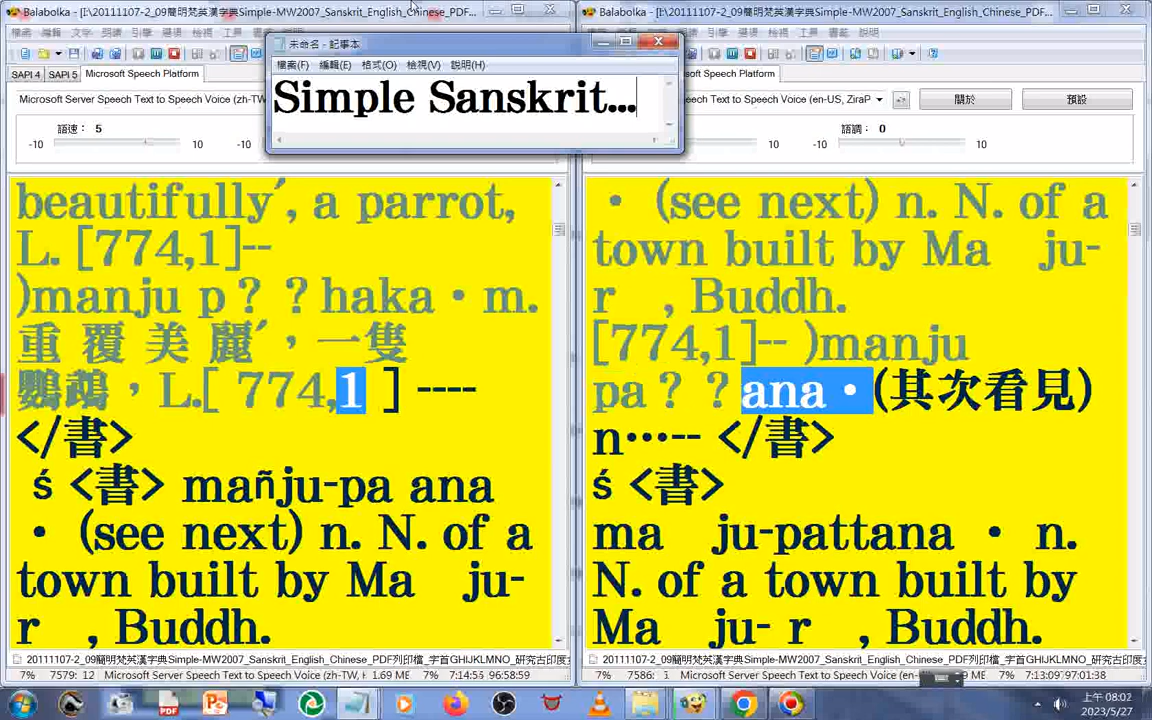 Balabolka - [I:\20111107-2_09簡明梵英漢字典Simple-MW2007_Sanskrit_English_Chinese_PDF...
Balabolka - [I:\20111107-2_09簡明梵英漢字典Simple-MW2007_Sanskrit_English_Chinese_PDF...
未命名 - 記事本
檔案(F) 編輯(E) 格式(O) 檢視(V) 說明(H)
Simple Sanskrit...
SAPI 4 SAPI 5 Microsoft Speech Platform
Speech Platform
Microsoft Server Speech Text to Speech Voice (zh-TW
ech Text to Speech Voice (en-US, ZiraP
關於
預設
語速： 5
-10 10 -10
語調： 0
10 -10 10
beautifully′, a parrot,
L. [774,1]--
)manju p？ ？haka • m.
重 覆 美 麗′，一隻
鸚鵡，L.[ 774,1 ] ----
</書>
ś <書> mañju-pa ana
• (see next) n. N. of a
town built by Ma ju-
r , Buddh.
• (see next) n. N. of a
town built by Ma ju-
r , Buddh.
[774,1]-- )manju
pa？ ？ana •(其次看見)
n…-- </書>
ś <書>
ma ju-pattana • n.
N. of a town built by
Ma ju- r , Buddh.
20111107-2_09簡明梵英漢字典Simple-MW2007_Sanskrit_English_Chinese_PDF列印檔_字首GHIJKLMNO_研究古印度
20111107-2_09簡明梵英漢字典Simple-MW2007_Sanskrit_English_Chinese_PDF列印檔_字首GHIJKLMNO_研究古印度
7% 7579: 12 Microsoft Server Speech Text to Speech Voice (zh-TW, 1.69 ME 7% 7:14:55 96:58:59
7% 7586: Microsoft Server Speech Text to Speech Voice (en-US, 1.69 ME 7% 7:13:09 97:01:38
上午 08:02
2023/5/27